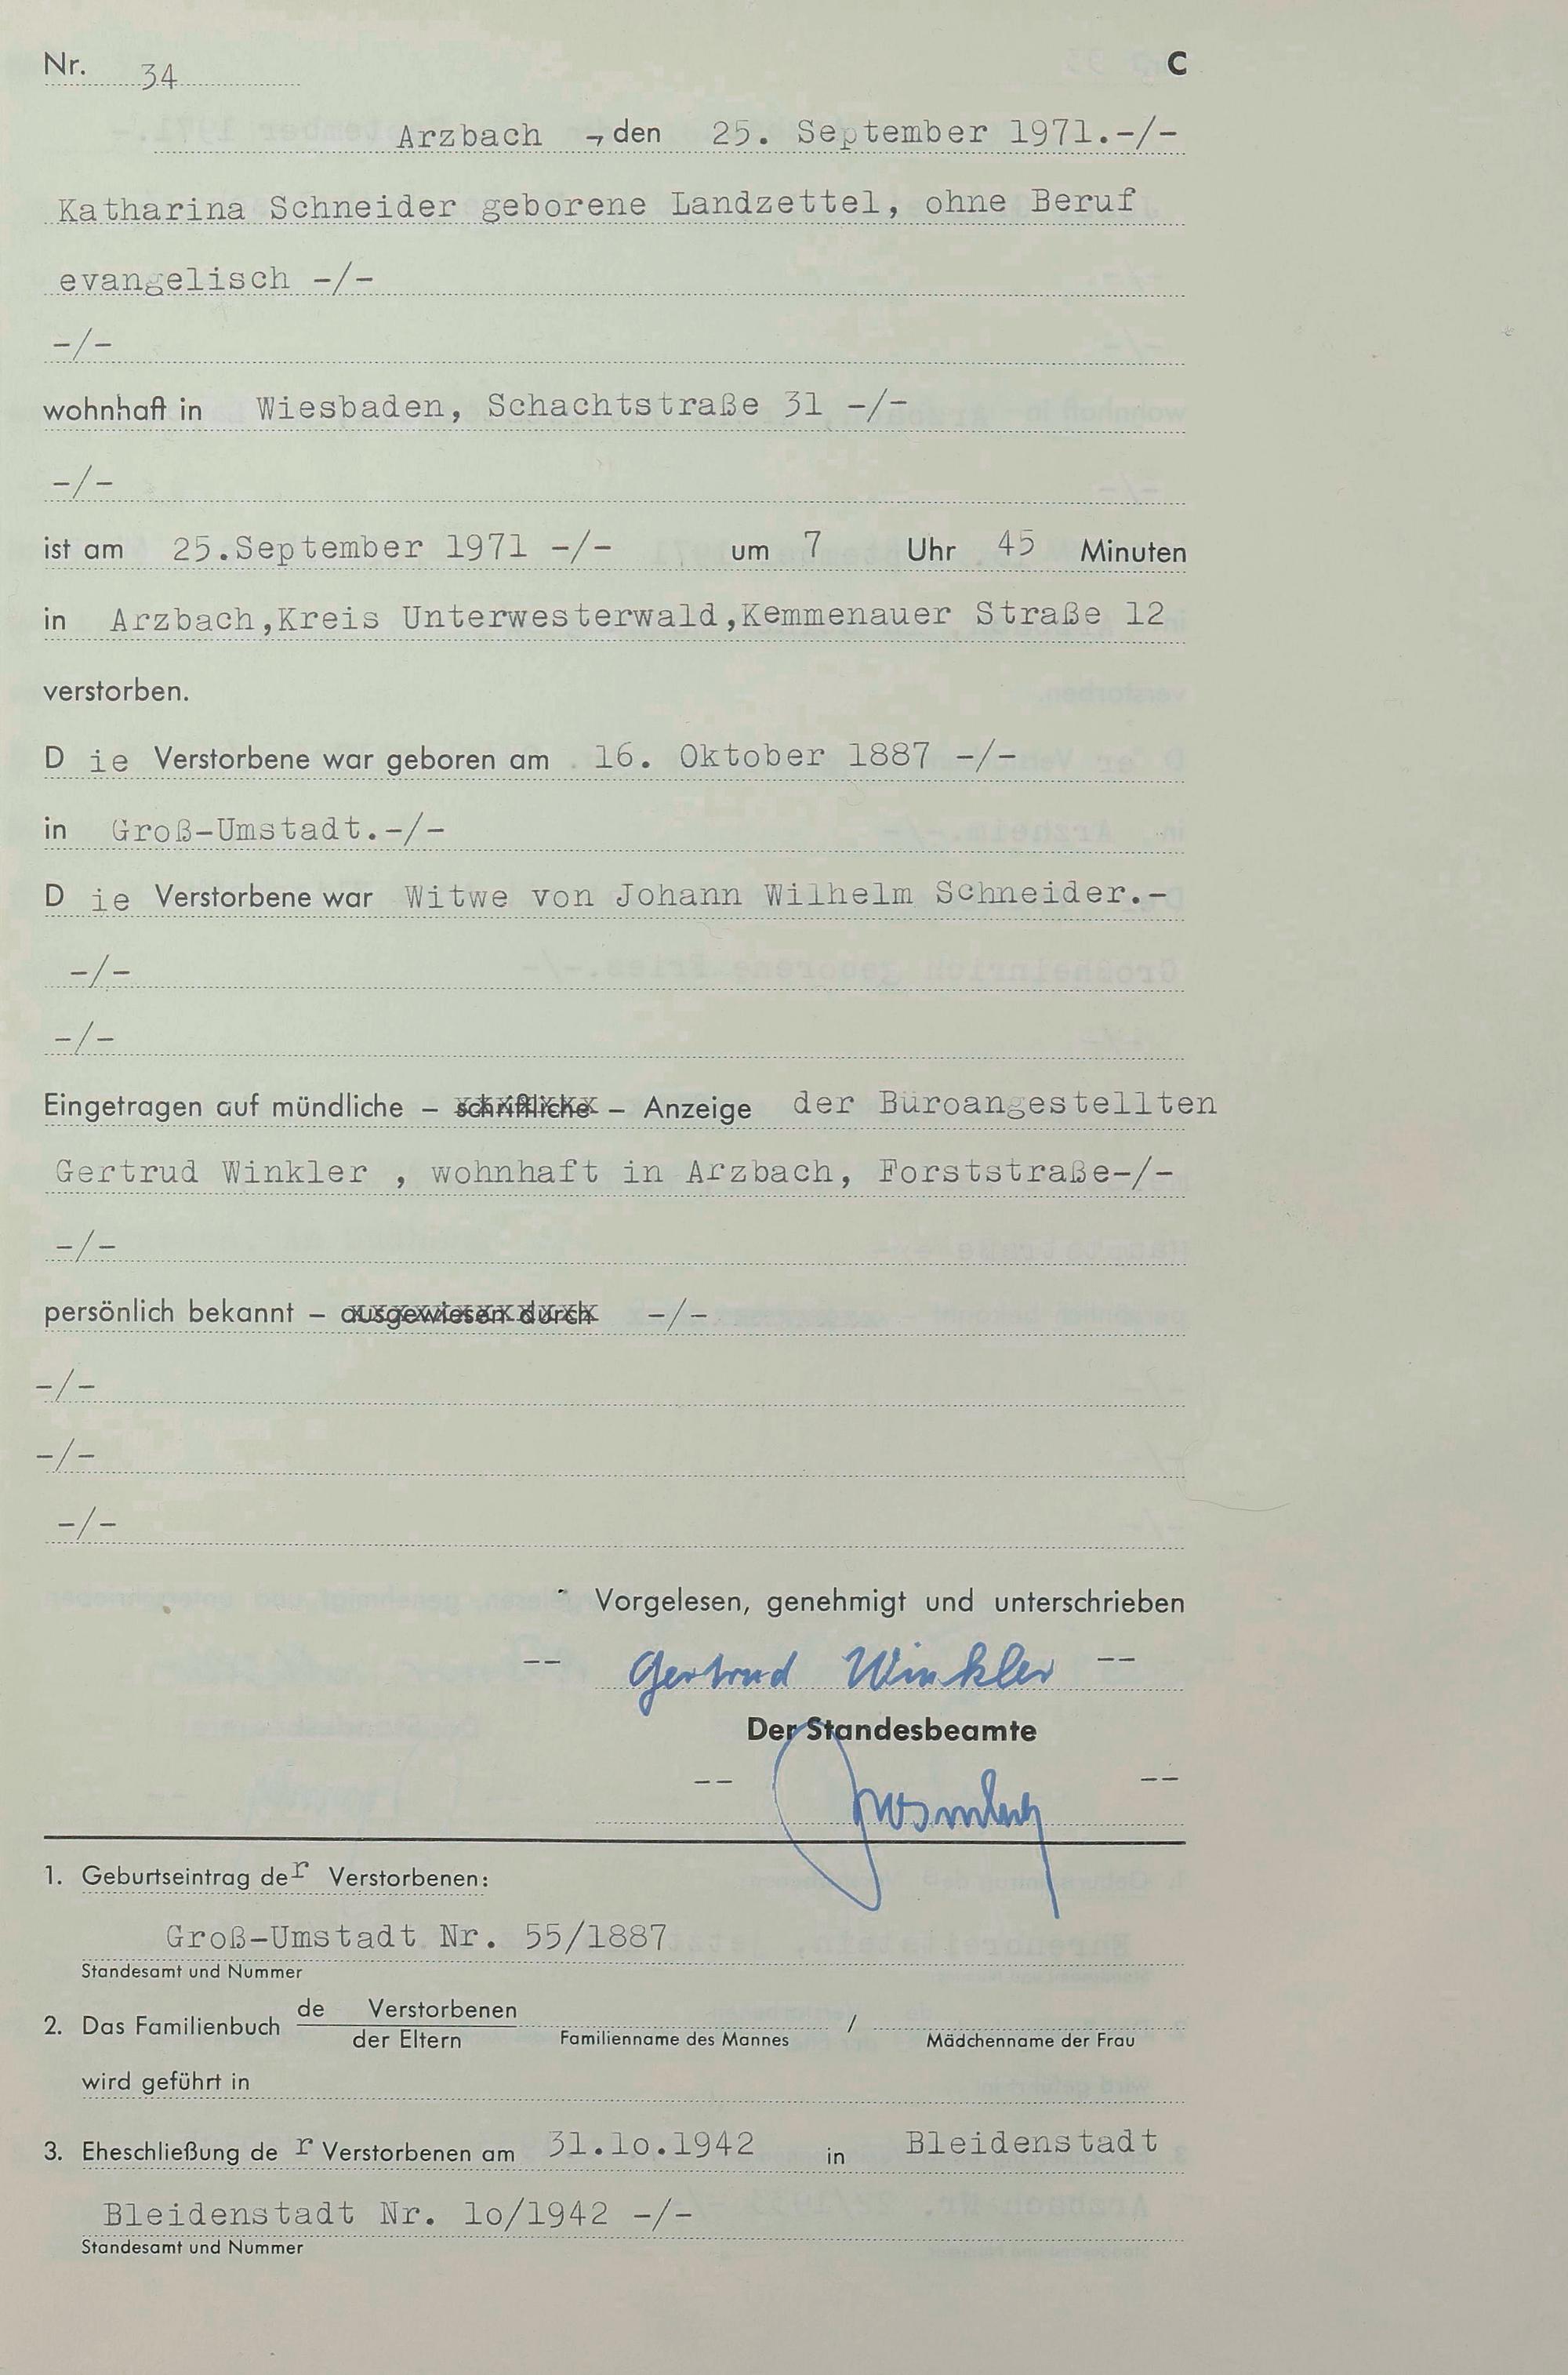 Nr. 34 C
Arzbach , den 25. September 1971.-/-
Katharina Schneider geborene Landzettel, ohne Beruf
evangelisch -/-
-/-
wohnhaft in Wiesbaden, Schachtstraße 31 -/-
-/-
ist am 25.September 1971 -/- um 7 Uhr 45 Minuten
in Arzbach,Kreis Unterwesterwald,Kemmenauer Straße 12
verstorben.
D ie Verstorbene war geboren am 16. Oktober 1887 -/-
in Groß-Umstadt.-/-
D ie Verstorbene war Witwe von Johann Wilhelm Schneider.-
-/-
-/-
Eingetragen auf mündliche – schriftliche – Anzeige der Büroangestellten
Gertrud Winkler , wohnhaft in Arzbach, Forststraße-/-
-/-
persönlich bekannt – ausgewiesen durch -/-
-/-
-/-
-/-
Vorgelesen, genehmigt und unterschrieben
-- Gertrud Winkler --
Der Standesbeamte
-- --
1. Geburtseintrag der Verstorbenen:
Groß-Umstadt Nr. 55/1887
Standesamt und Nummer
2. Das Familienbuch de Verstorbenen /
der Eltern Familienname des Mannes Mädchenname der Frau
wird geführt in
3. Eheschließung de r Verstorbenen am 31.lo.1942 in Bleidenstadt
Bleidenstadt Nr. lo/1942 -/-
Standesamt und Nummer